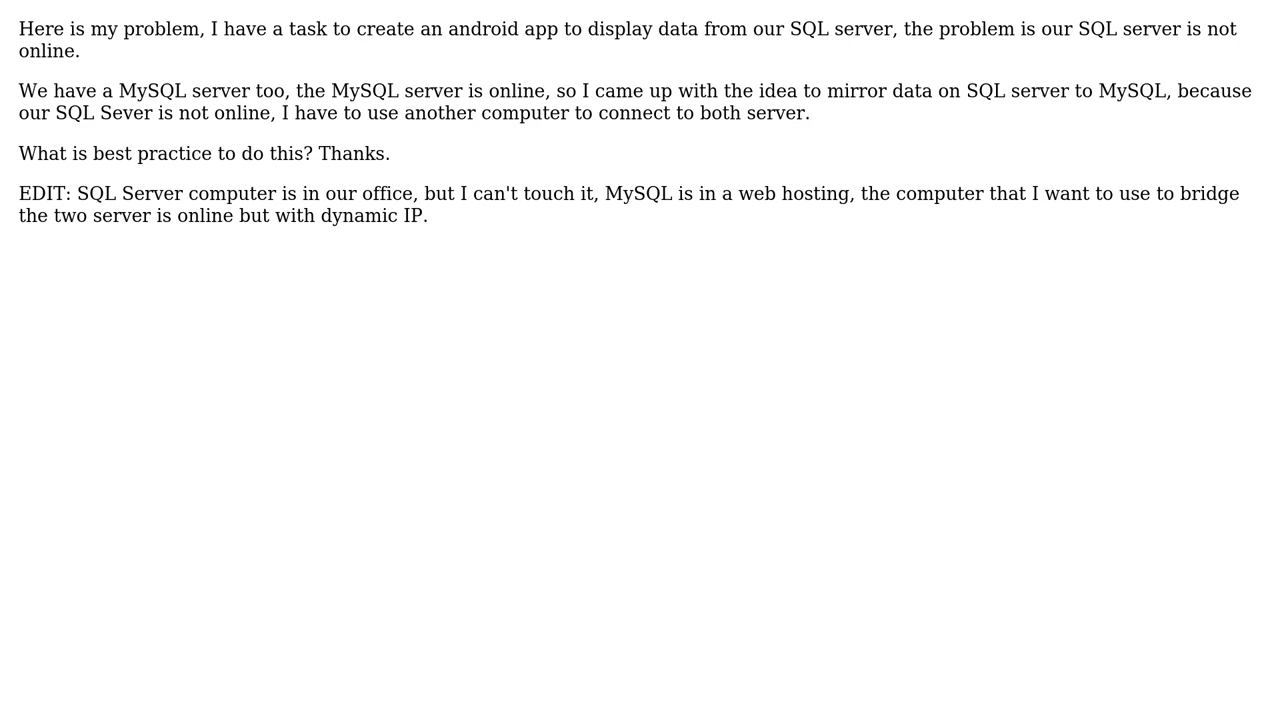 Here is my problem, I have a task to create an android app to display data from our SQL server, the problem is our SQL server is not
online.
We have a MySQL server too, the MySQL server is online, so I came up with the idea to mirror data on SQL server to MySQL, because
our SQL Sever is not online, I have to use another computer to connect to both server.
What is best practice to do this? Thanks.
EDIT: SQL Server computer is in our office, but I can't touch it, MySQL is in a web hosting, the computer that I want to use to bridge
the two server is online but with dynamic IP.